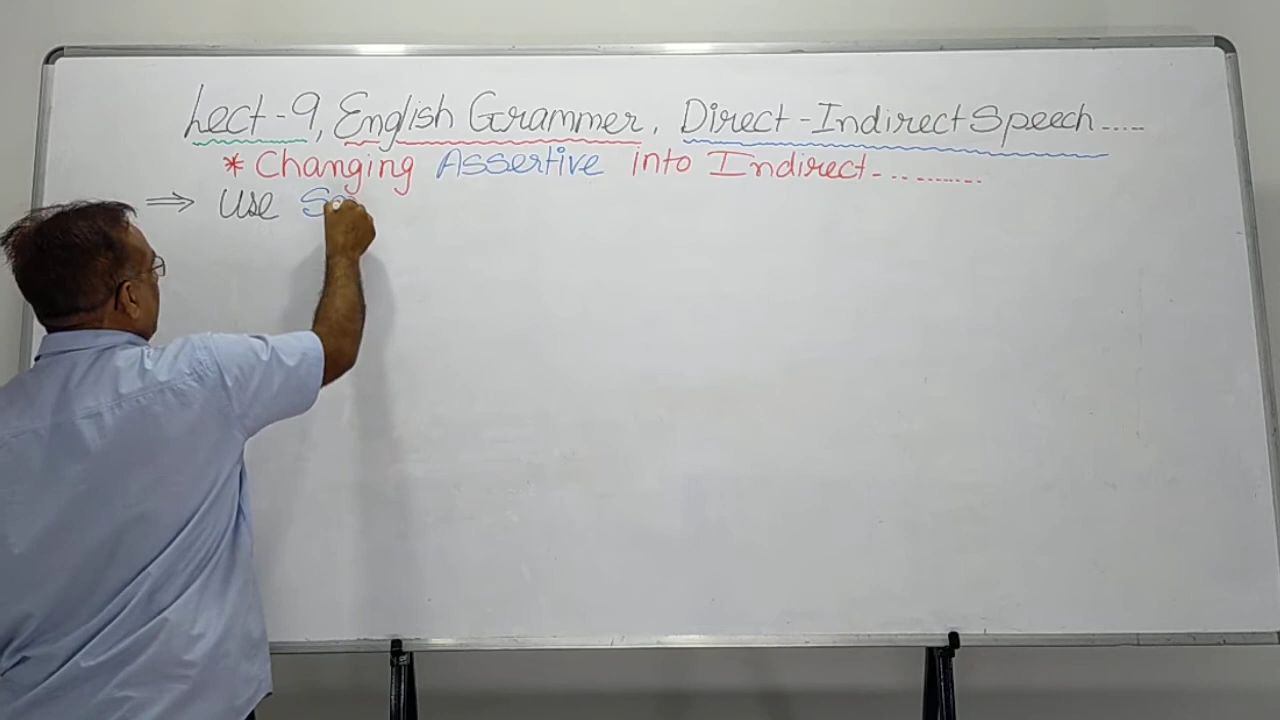 Lect-9, English Grammer, Direct-Indirect Speech.....
* Changing Assertive into Indirect............
⇒ Use